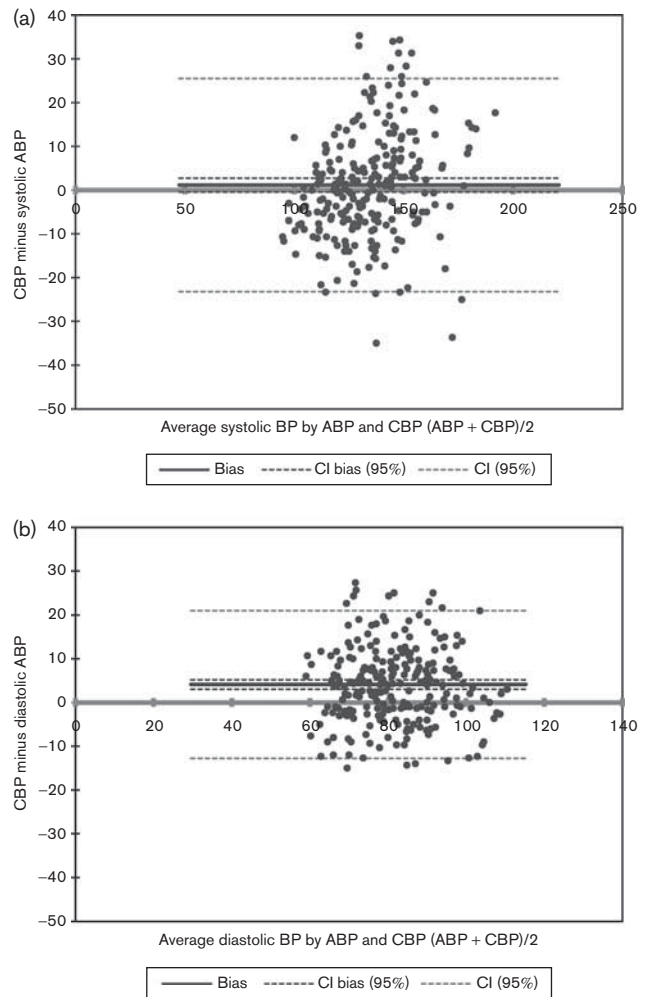 (a)
40
30
20
10
0
−10
−20
−30
−40
−50
CBP minus systolic ABP
0 50 100 150 200 250
Average systolic BP by ABP and CBP (ABP + CBP)/2
Bias CI bias (95%) CI (95%)
(b)
40
30
20
10
0
−10
−20
−30
−40
−50
CBP minus diastolic ABP
0 20 40 60 80 100 120 140
Average diastolic BP by ABP and CBP (ABP + CBP)/2
Bias CI bias (95%) CI (95%)